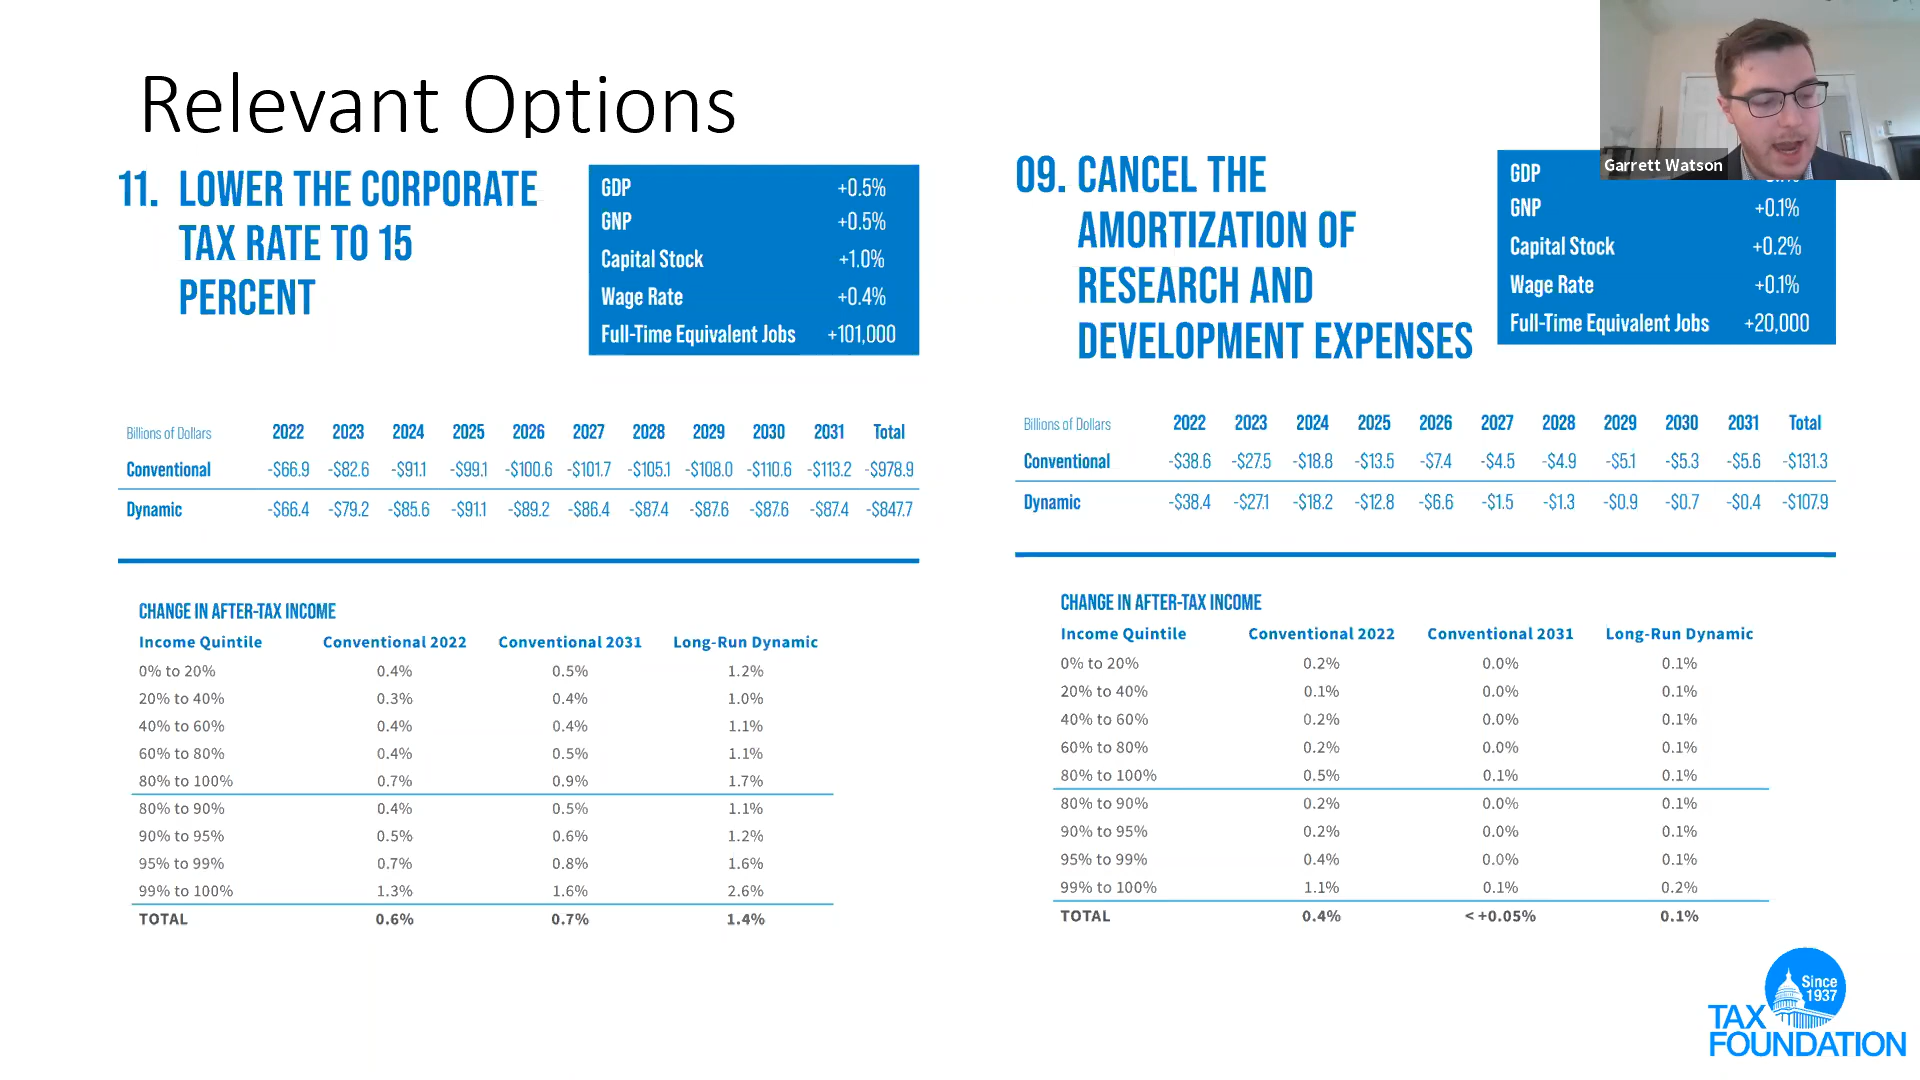 Relevant Options
Garrett Watson
11. LOWER THE CORPORATE
TAX RATE TO 15
PERCENT
GDP +0.5%
GNP +0.5%
Capital Stock +1.0%
Wage Rate +0.4%
Full-Time Equivalent Jobs +101,000
Billions of Dollars 2022 2023 2024 2025 2026 2027 2028 2029 2030 2031 Total
Conventional -$66.9 -$82.6 -$91.1 -$99.1 -$100.6 -$101.7 -$105.1 -$108.0 -$110.6 -$113.2 -$978.9
Dynamic -$66.4 -$79.2 -$85.6 -$91.1 -$89.2 -$86.4 -$87.4 -$87.6 -$87.6 -$87.4 -$847.7
CHANGE IN AFTER-TAX INCOME
Income Quintile Conventional 2022 Conventional 2031 Long-Run Dynamic
0% to 20% 0.4% 0.5% 1.2%
20% to 40% 0.3% 0.4% 1.0%
40% to 60% 0.4% 0.4% 1.1%
60% to 80% 0.4% 0.5% 1.1%
80% to 100% 0.7% 0.9% 1.7%
80% to 90% 0.4% 0.5% 1.1%
90% to 95% 0.5% 0.6% 1.2%
95% to 99% 0.7% 0.8% 1.6%
99% to 100% 1.3% 1.6% 2.6%
TOTAL 0.6% 0.7% 1.4%
09. CANCEL THE
AMORTIZATION OF
RESEARCH AND
DEVELOPMENT EXPENSES
GDP
GNP +0.1%
Capital Stock +0.2%
Wage Rate +0.1%
Full-Time Equivalent Jobs +20,000
Billions of Dollars 2022 2023 2024 2025 2026 2027 2028 2029 2030 2031 Total
Conventional -$38.6 -$27.5 -$18.8 -$13.5 -$7.4 -$4.5 -$4.9 -$5.1 -$5.3 -$5.6 -$131.3
Dynamic -$38.4 -$27.1 -$18.2 -$12.8 -$6.6 -$1.5 -$1.3 -$0.9 -$0.7 -$0.4 -$107.9
CHANGE IN AFTER-TAX INCOME
Income Quintile Conventional 2022 Conventional 2031 Long-Run Dynamic
0% to 20% 0.2% 0.0% 0.1%
20% to 40% 0.1% 0.0% 0.1%
40% to 60% 0.2% 0.0% 0.1%
60% to 80% 0.2% 0.0% 0.1%
80% to 100% 0.5% 0.1% 0.1%
80% to 90% 0.2% 0.0% 0.1%
90% to 95% 0.2% 0.0% 0.1%
95% to 99% 0.4% 0.0% 0.1%
99% to 100% 1.1% 0.1% 0.2%
TOTAL 0.4% < +0.05% 0.1%
Since
1937
TAX
FOUNDATION